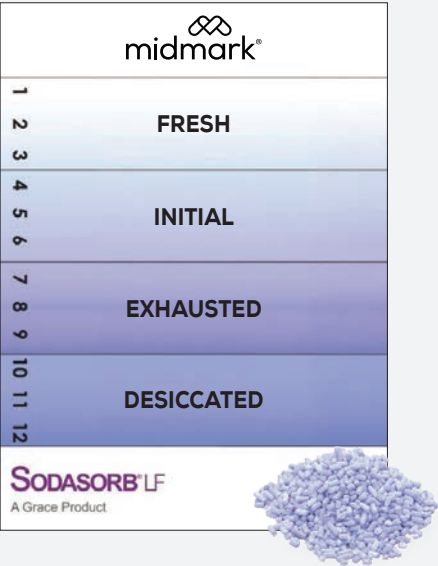 midmark®
1
2
3
FRESH
4
5
6
INITIAL
7
8
9
EXHAUSTED
10
11
12
DESICCATED
SODASORB® LF
A Grace Product